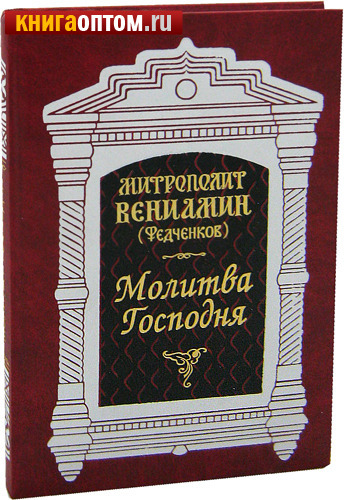 книгаоптом.ru
МИТРОПОЛИТ
ВЕНИАМИН
(ФЕДЧЕНКОВ)
Молитва
Господня